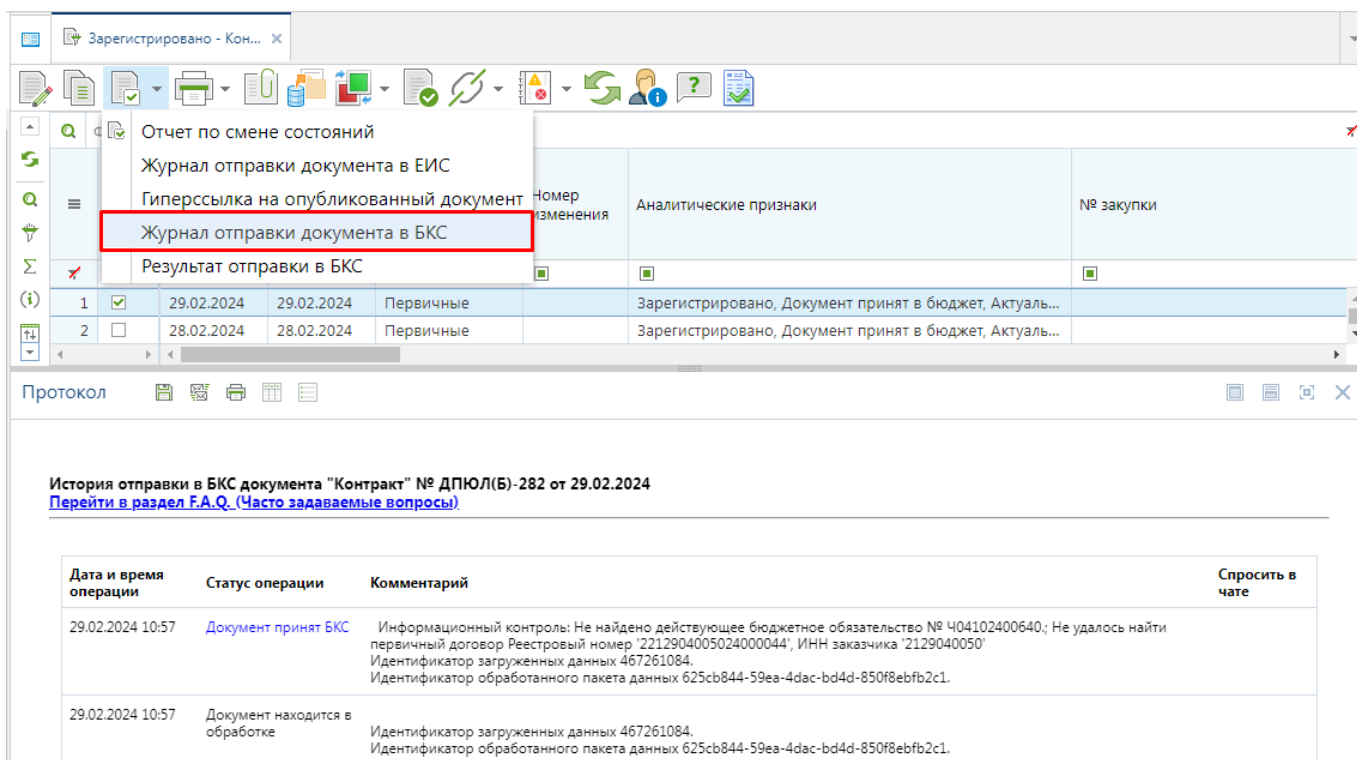 Зарегистрировано - Кон...
Отчет по смене состояний
Журнал отправки документа в ЕИС
Гиперссылка на опубликованный документ
Журнал отправки документа в БКС
Результат отправки в БКС
Номер
изменения
Аналитические признаки
№ закупки
1 29.02.2024 29.02.2024 Первичные Зарегистрировано, Документ принят в бюджет, Актуаль...
2 28.02.2024 28.02.2024 Первичные Зарегистрировано, Документ принят в бюджет, Актуаль...
Протокол
История отправки в БКС документа "Контракт" № ДПЮЛ(Б)-282 от 29.02.2024
Перейти в раздел F.A.Q. (Часто задаваемые вопросы)
Дата и время
операции
Статус операции
Комментарий
Спросить в
чате
29.02.2024 10:57
Документ принят БКС
Информационный контроль: Не найдено действующее бюджетное обязательство № Ч04102400640.; Не удалось найти
первичный договор Реестровый номер '2212904005024000044', ИНН заказчика '2129040050'
Идентификатор загруженных данных 467261084.
Идентификатор обработанного пакета данных 625cb844-59ea-4dac-bd4d-850f8ebfb2c1.
29.02.2024 10:57
Документ находится в
обработке
Идентификатор загруженных данных 467261084.
Идентификатор обработанного пакета данных 625cb844-59ea-4dac-bd4d-850f8ebfb2c1.